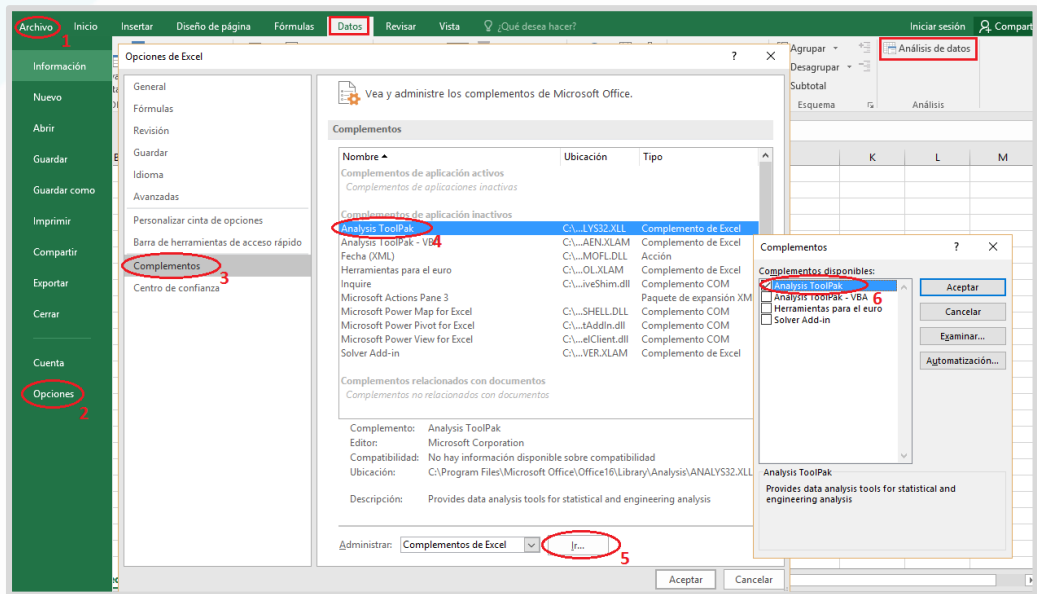 Archivo Inicio Insertar Diseño de página Fórmulas Datos Revisar Vista ¿Qué desea hacer? Iniciar sesión Compart
1
Información
Nuevo
Abrir
Guardar
Guardar como
Imprimir
Compartir
Exportar
Cerrar
Cuenta
Opciones
2
Opciones de Excel ? X
General
Fórmulas
Revisión
Guardar
Idioma
Avanzadas
Personalizar cinta de opciones
Barra de herramientas de acceso rápido
Complementos
3
Centro de confianza
Vea y administre los complementos de Microsoft Office.
Complementos
Nombre Ubicación Tipo
Complementos de aplicación activos
Complementos de aplicaciones inactivas
Complementos de aplicación inactivos
Analysis ToolPak C:\...LYS32.XLL Complemento de Excel
4
Analysis ToolPak - VBA C:\...AEN.XLAM Complemento de Excel
Fecha (XML) C:\...MOFL.DLL Acción
Herramientas para el euro C:\...OL.XLAM Complemento de Excel
Inquire C:\...iveShim.dll Complemento COM
Microsoft Actions Pane 3 Paquete de expansión XM
Microsoft Power Map for Excel C:\...SHELL.DLL Complemento COM
Microsoft Power Pivot for Excel C:\...tAddIn.dll Complemento COM
Microsoft Power View for Excel C:\...elClient.dll Complemento COM
Solver Add-in C:\...VER.XLAM Complemento de Excel
Complementos relacionados con documentos
Complementos no relacionados con documentos
Complemento: Analysis ToolPak
Editor: Microsoft Corporation
Compatibilidad: No hay información disponible sobre compatibilidad
Ubicación: C:\Program Files\Microsoft Office\Office16\Library\Analysis\ANALYS32.XLL
Descripción: Provides data analysis tools for statistical and engineering analysis
Administrar: Complementos de Excel Ir...
5
Aceptar Cancelar
Agrupar
Desagrupar
Subtotal
Esquema
Análisis de datos
Análisis
K L M
Complementos ? X
Complementos disponibles:
Analysis ToolPak
Analysis ToolPak - VBA
6
Herramientas para el euro
Solver Add-in
Aceptar
Cancelar
Examinar...
Automatización...
Analysis ToolPak
Provides data analysis tools for statistical and
engineering analysis